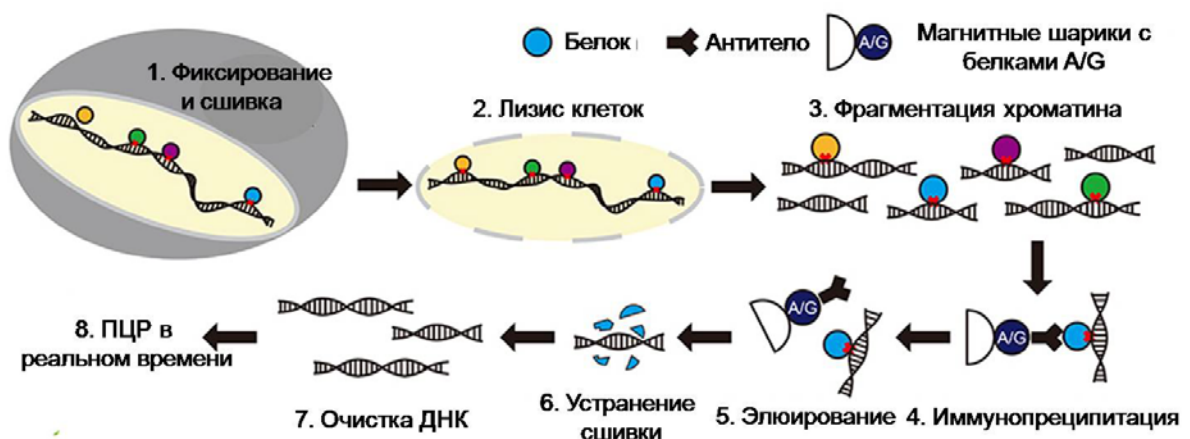 Белок
Антитело
A/G
Магнитные шарики с
белками A/G
1. Фиксирование
и сшивка
2. Лизис клеток
3. Фрагментация хроматина
8. ПЦР в
реальном времени
7. Очистка ДНК
6. Устранение
сшивки
A/G
5. Элюирование
A/G
4. Иммунопреципитация